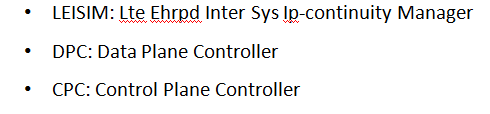 • LEISIM: Lte Ehrpd Inter Sys Ip-continuity Manager
• DPC: Data Plane Controller
• CPC: Control Plane Controller